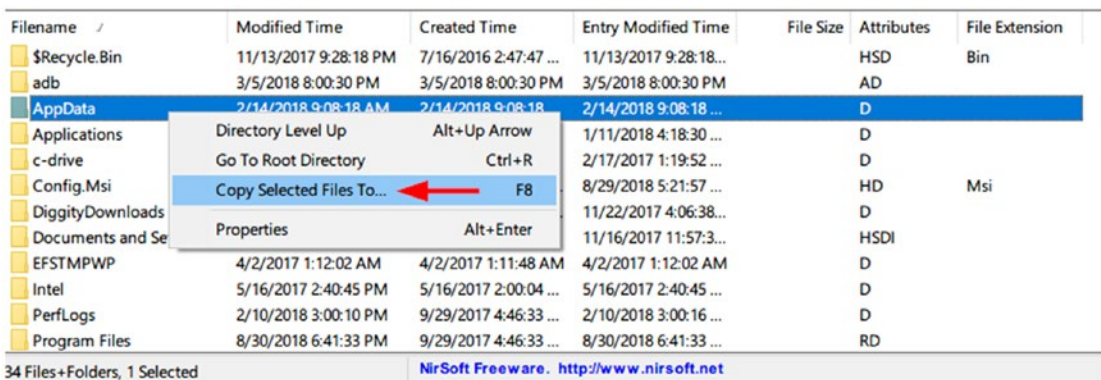 Filename / Modified Time Created Time Entry Modified Time File Size Attributes File Extension
$Recycle.Bin 11/13/2017 9:28:18 PM 7/16/2016 2:47:47 ... 11/13/2017 9:28:18... HSD Bin
adb 3/5/2018 8:00:30 PM 3/5/2018 8:00:30 PM 3/5/2018 8:00:30 PM AD
AppData 2/14/2018 9:08:18 AM 2/14/2018 9:08:18 2/14/2018 9:08:18 ... D
Applications Directory Level Up Alt+Up Arrow 1/11/2018 4:18:30 ... D
c-drive Go To Root Directory Ctrl+R 2/17/2017 1:19:52 ... D
Config.Msi Copy Selected Files To... F8 8/29/2018 5:21:57 ... HD Msi
DiggityDownloads 11/22/2017 4:06:38... D
Documents and Se Properties Alt+Enter 11/16/2017 11:57:3... HSDI
EFSTMPWP 4/2/2017 1:12:02 AM 4/2/2017 1:11:48 AM 4/2/2017 1:12:02 AM D
Intel 5/16/2017 2:40:45 PM 5/16/2017 2:00:04 ... 5/16/2017 2:40:45 ... D
PerfLogs 2/10/2018 3:00:10 PM 9/29/2017 4:46:33 ... 2/10/2018 3:00:16 ... D
Program Files 8/30/2018 6:41:33 PM 9/29/2017 4:46:33 ... 8/30/2018 6:41:33 ... RD
34 Files+Folders, 1 Selected NirSoft Freeware. http://www.nirsoft.net